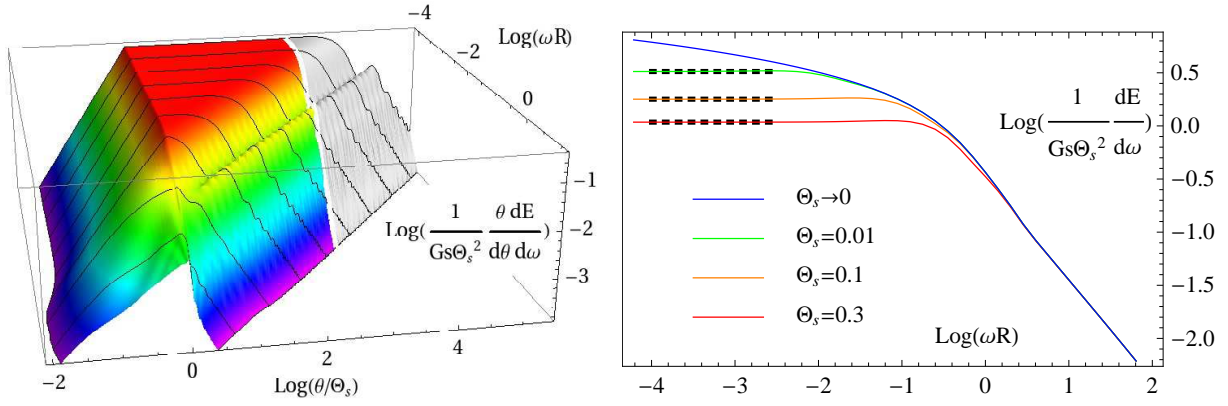 −4
Log(ωR)
−2
0
−1
−2
−3
Log( 1/GsΘs² θ dE/dθ dω )
−2
0
2
4
Log(θ/Θs)
0.5
0.0
−0.5
−1.0
−1.5
−2.0
Log( 1/GsΘs² dE/dω )
Θs→0
Θs=0.01
Θs=0.1
Θs=0.3
Log(ωR)
−4 −3 −2 −1 0 1 2